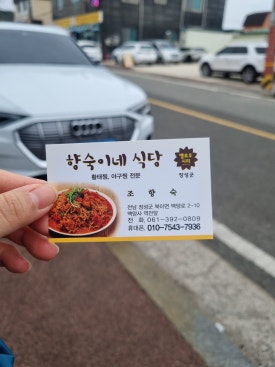 향숙이네 식당
황태찜, 아구찜 전문
장성군
조 향 숙
전남 장성군 북이면 백양로 2-10
백양사 역전앞
전 화. 061-392-0809
휴대폰. 010-7543-7936